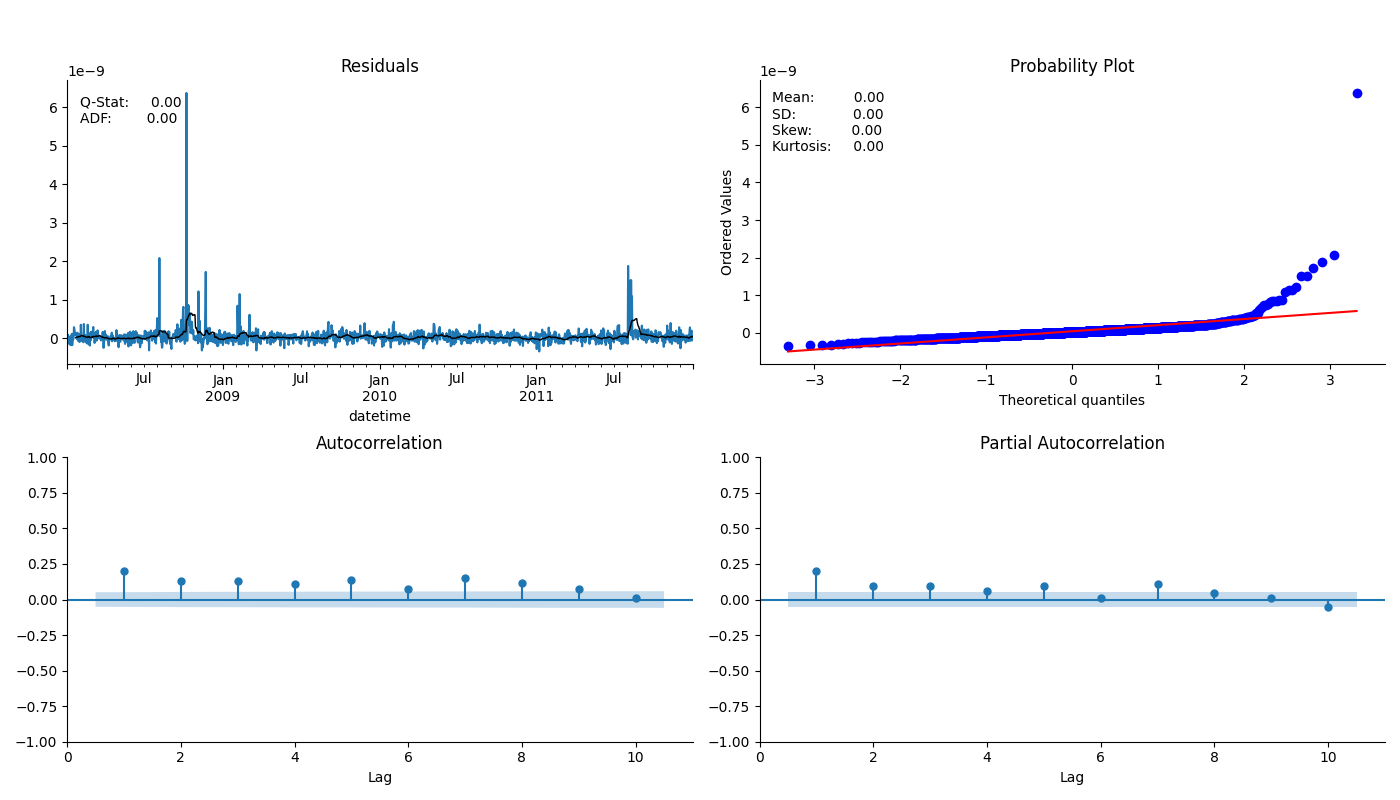 Residuals
1e−9
Q-Stat: 0.00
ADF: 0.00
6
5
4
3
2
1
0
Jul
Jan
2009
Jul
Jan
2010
Jul
Jan
2011
Jul
datetime
Probability Plot
1e−9
Mean: 0.00
SD: 0.00
Skew: 0.00
Kurtosis: 0.00
Ordered Values
6
5
4
3
2
1
0
−3 −2 −1 0 1 2 3
Theoretical quantiles
Autocorrelation
1.00
0.75
0.50
0.25
0.00
−0.25
−0.50
−0.75
−1.00
0 2 4 6 8 10
Lag
Partial Autocorrelation
1.00
0.75
0.50
0.25
0.00
−0.25
−0.50
−0.75
−1.00
0 2 4 6 8 10
Lag